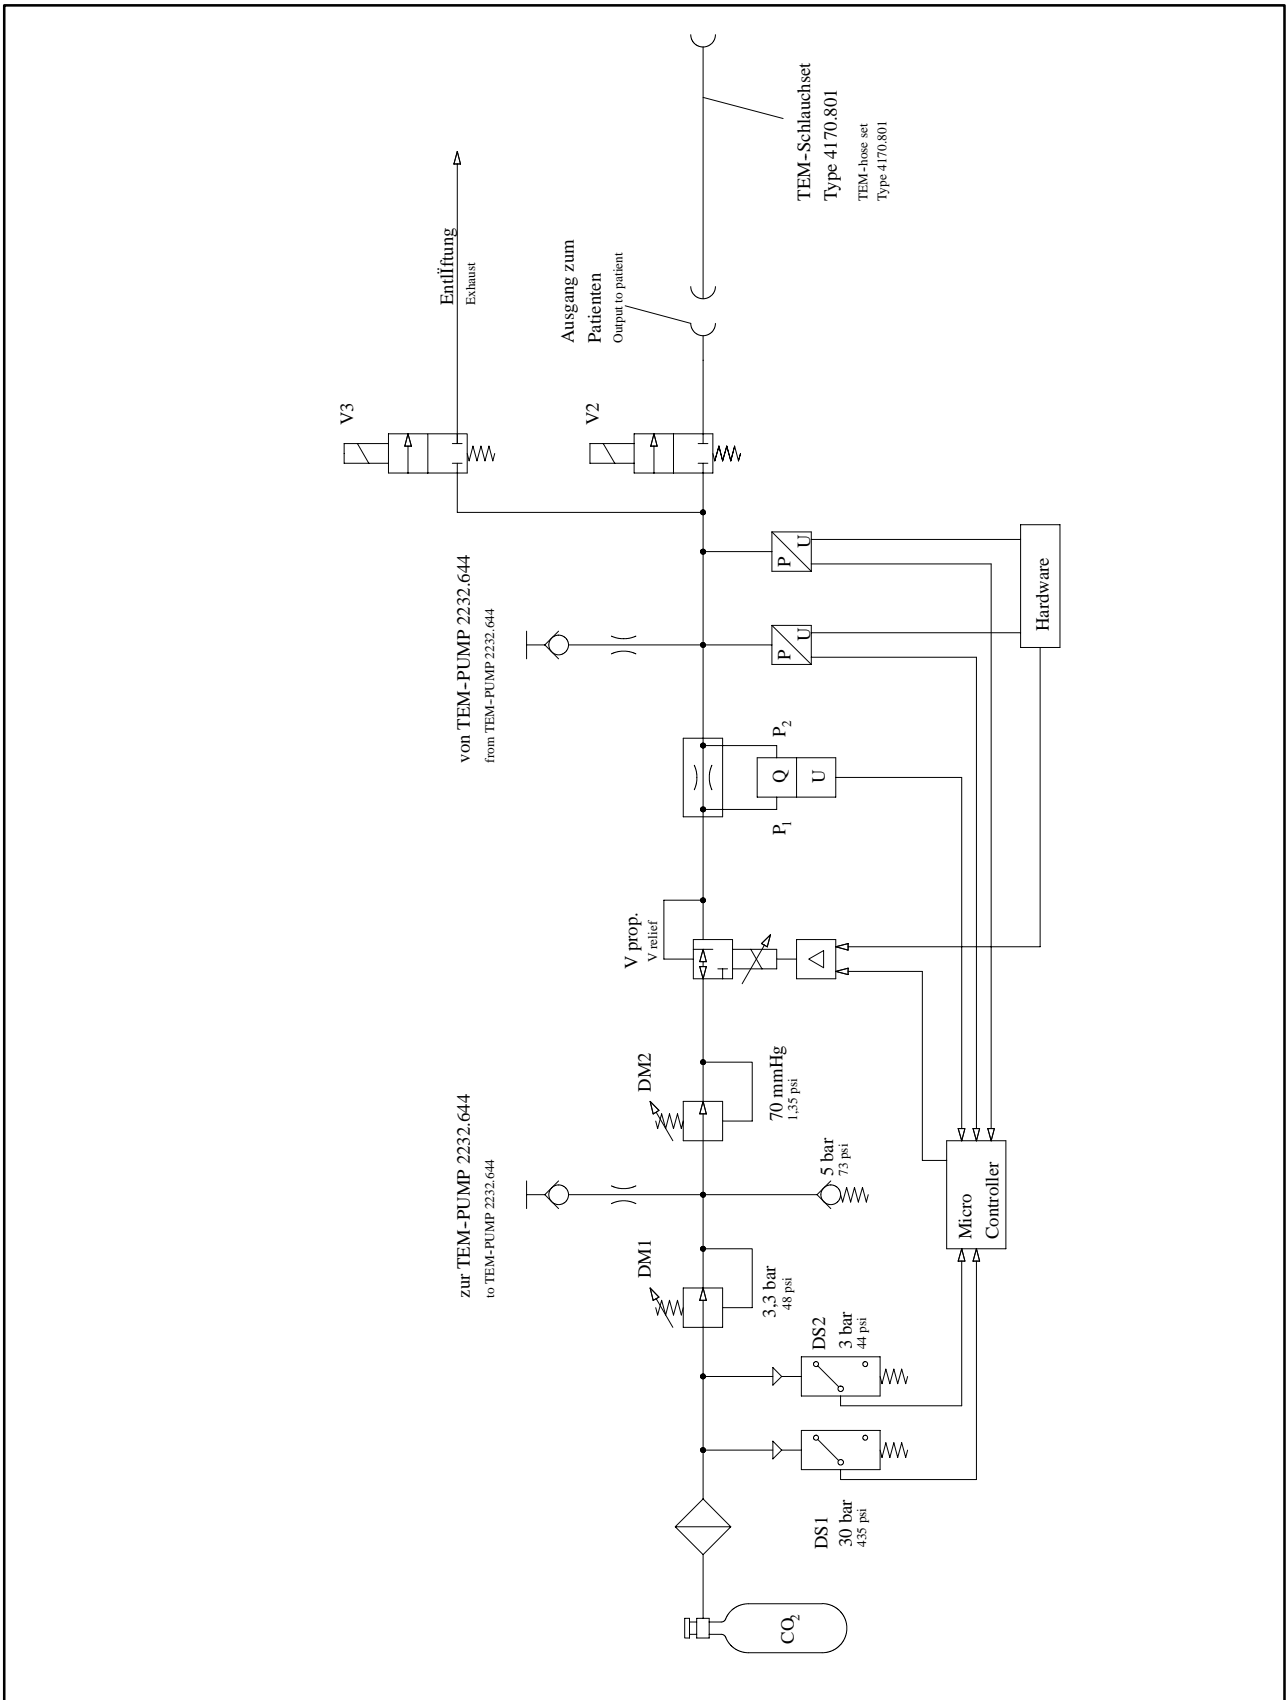 CO2
DS1
30 bar
435 psi
DS2
3 bar
44 psi
DM1
3,3 bar
48 psi
zur TEM-PUMP 2232.644
to TEM-PUMP 2232.644
5 bar
73 psi
DM2
70 mmHg
1,35 psi
V prop.
V relief
Micro
Controller
P1
Q
U
P2
von TEM-PUMP 2232.644
from TEM-PUMP 2232.644
P
U
P
U
Hardware
V3
V2
EntlÏftung
Exhaust
Ausgang zum
Patienten
Output to patient
TEM-Schlauchset
Type 4170.801
TEM-hose set
Type 4170.801